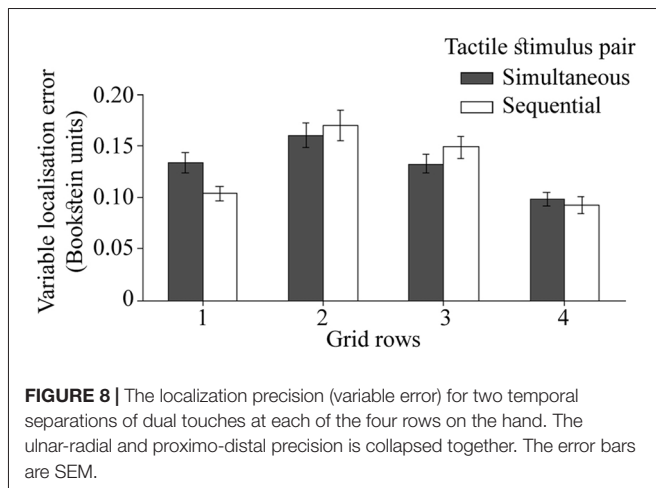 Tactile stimulus pair
Simultaneous
Sequential
Variable localisation error
(Bookstein units)
0.20
0.15
0.10
0.05
0
1 2 3 4
Grid rows
FIGURE 8 | The localization precision (variable error) for two temporal
separations of dual touches at each of the four rows on the hand. The
ulnar-radial and proximo-distal precision is collapsed together. The error bars
are SEM.